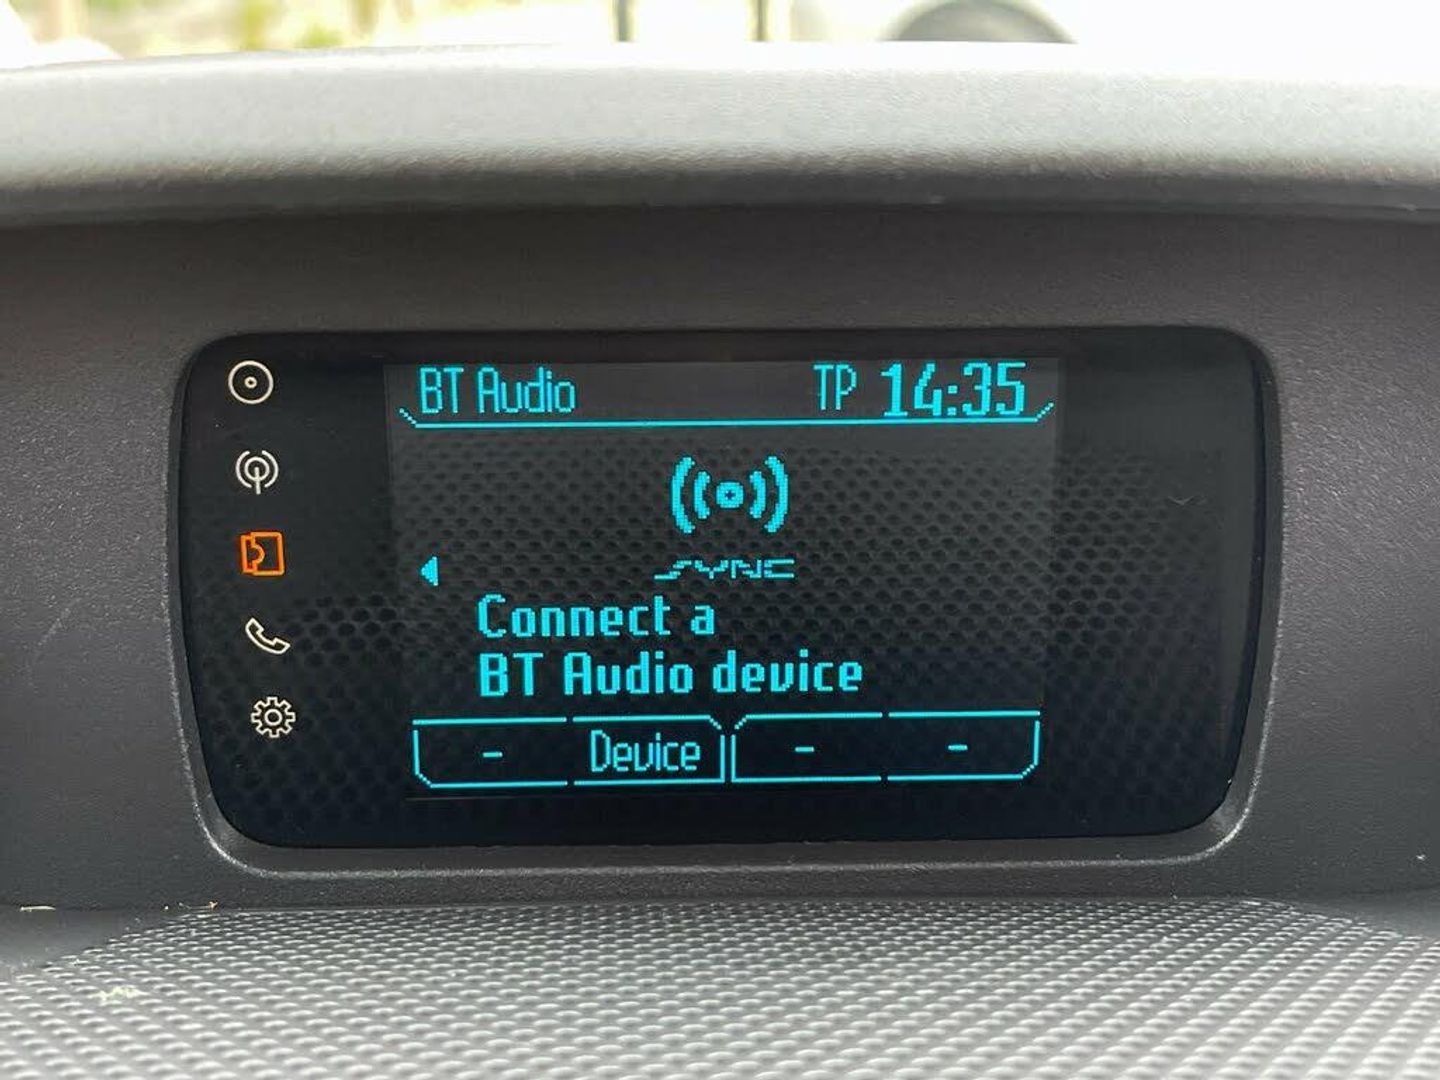 BT Audio TP 14:35
SYNC
Connect a
BT Audio device
- Device - -